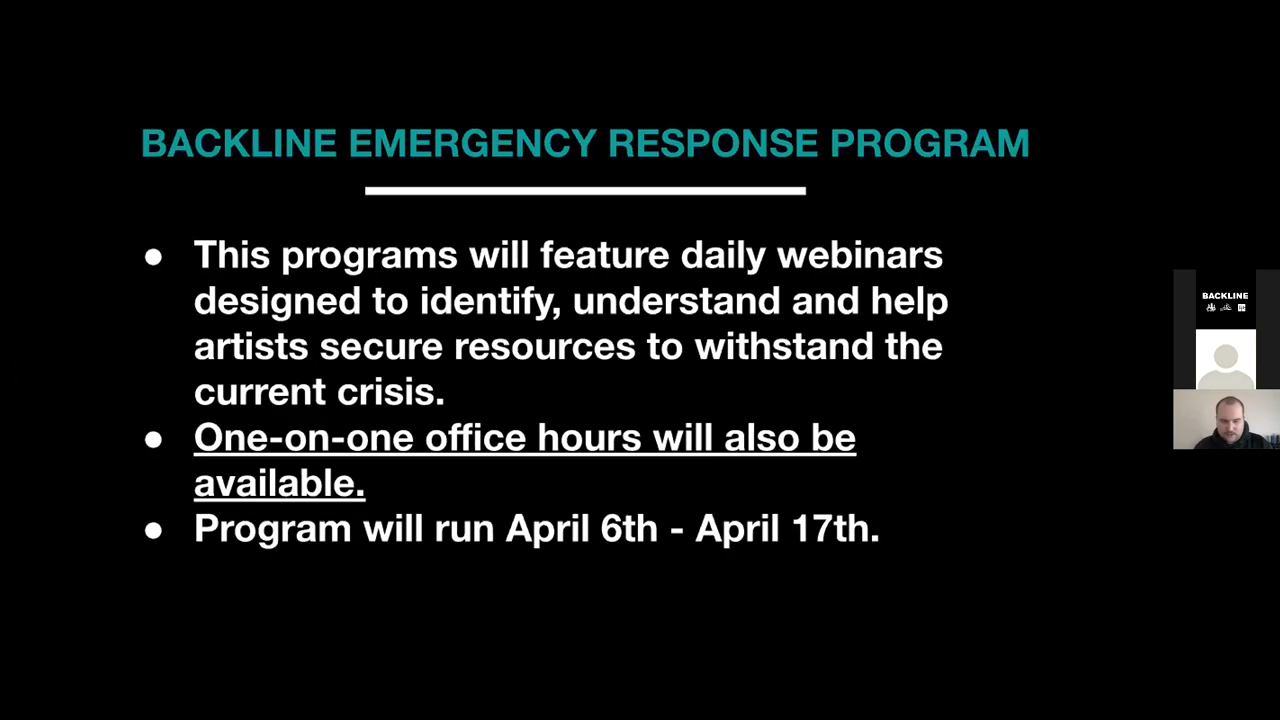 BACKLINE EMERGENCY RESPONSE PROGRAM
● This programs will feature daily webinars
designed to identify, understand and help
artists secure resources to withstand the
current crisis.
● One-on-one office hours will also be
available.
● Program will run April 6th - April 17th.
BACKLINE